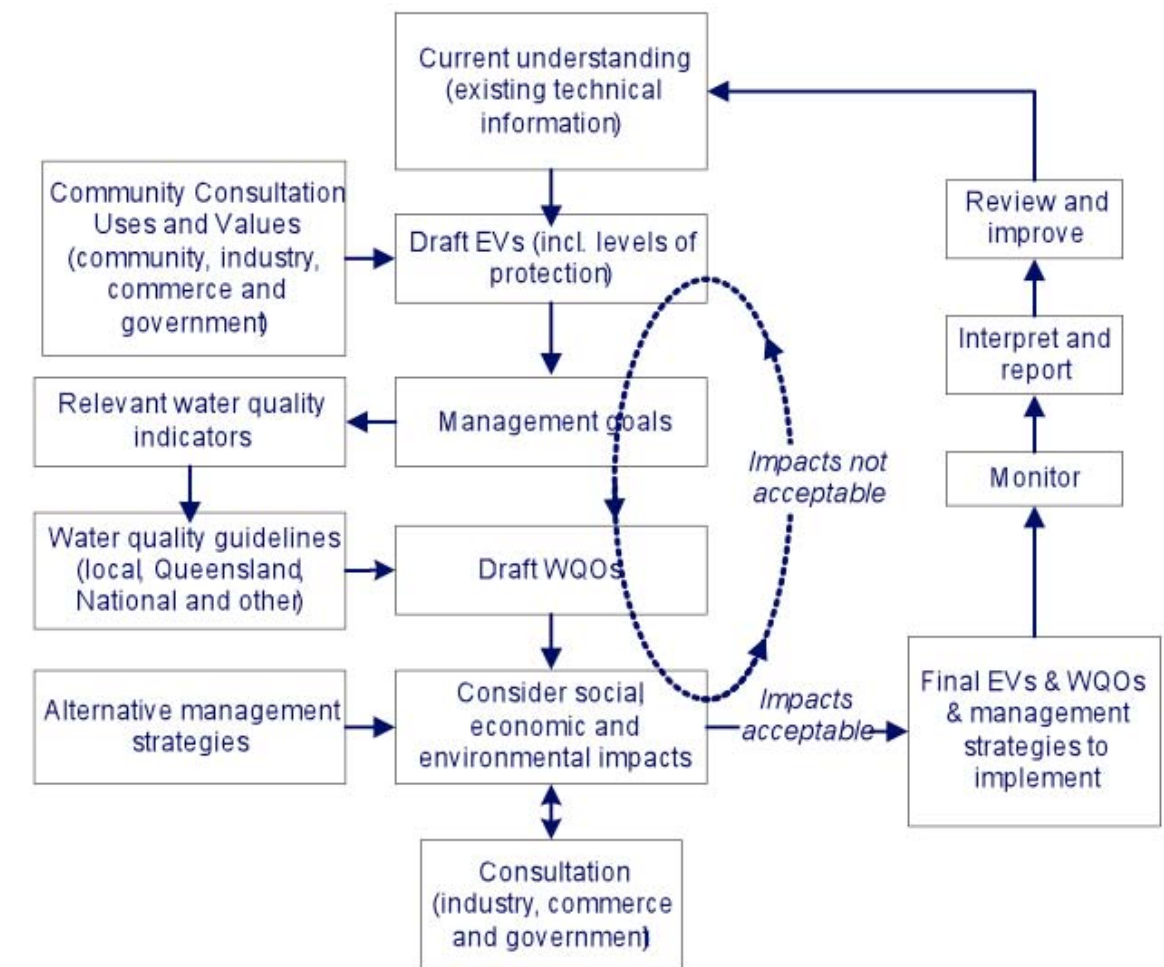 Current understanding
(existing technical
information)
Community Consultation
Uses and Values
(community, industry,
commerce and
government)
Draft EVs (incl. levels of
protection)
Review and
improve
Interpret and
report
Relevant water quality
indicators
Management goals
Impacts not
acceptable
Monitor
Water quality guidelines
(local, Queensland,
National and other)
Draft WQOs
Alternative management
strategies
Consider social,
economic and
environmental impacts
Impacts
acceptable
Final EVs & WQOs
& management
strategies to
implement
Consultation
(industry, commerce
and government)